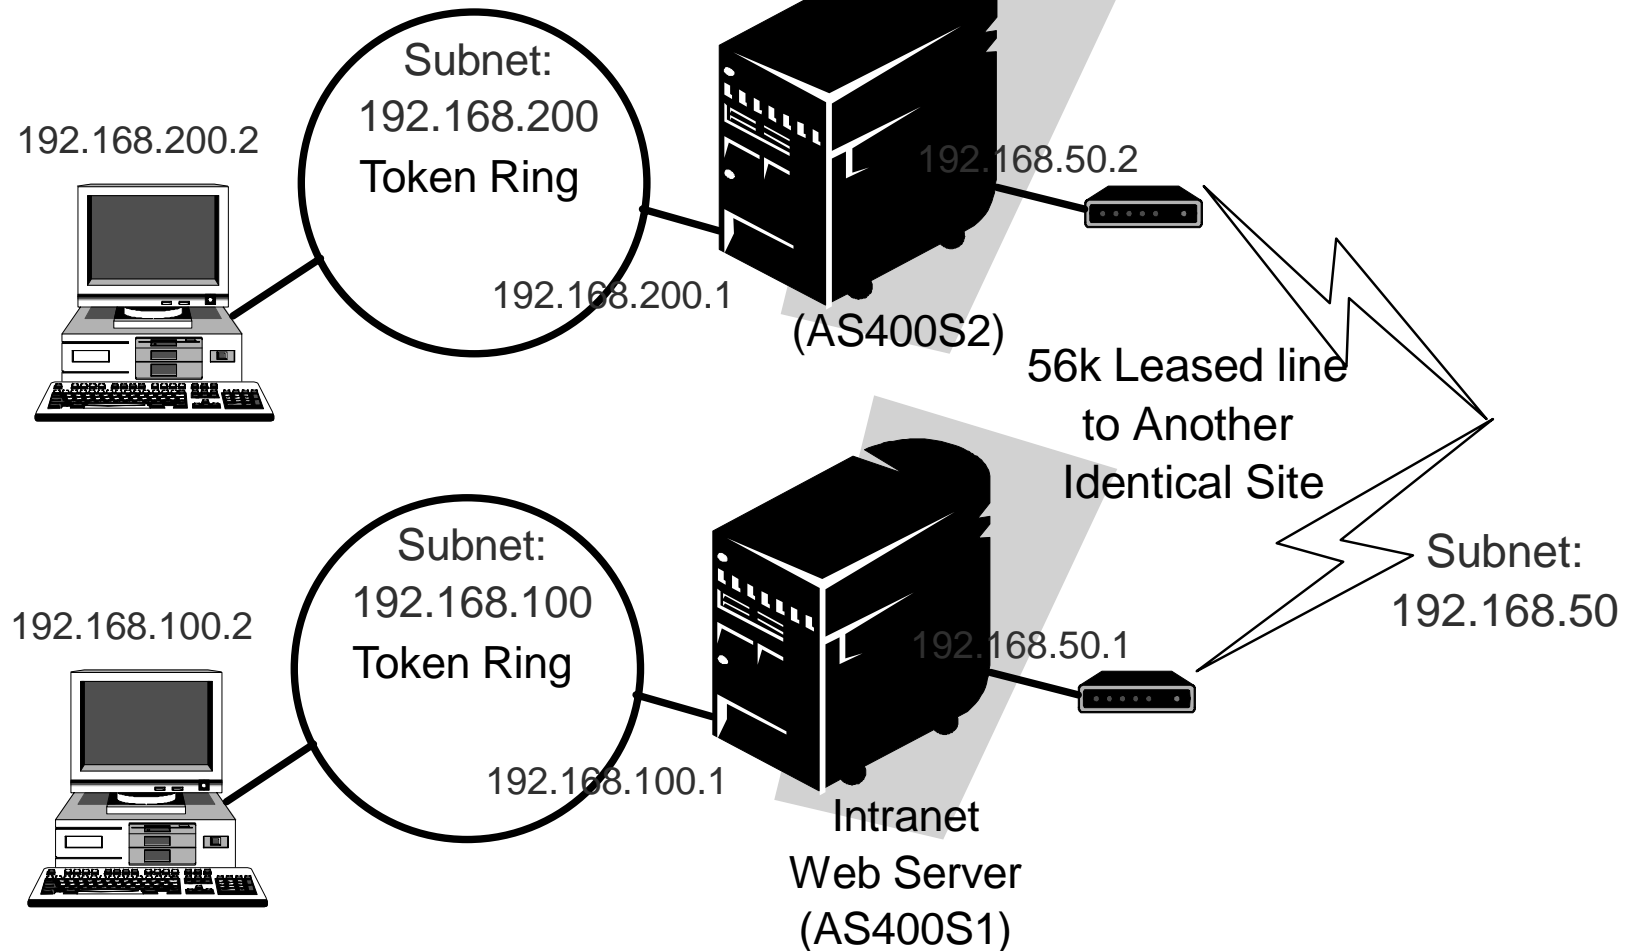 Subnet:
192.168.200
Token Ring
192.168.200.2
192.168.50.2
192.168.200.1
(AS400S2)
56k Leased line
to Another
Identical Site
Subnet:
192.168.100
Token Ring
192.168.100.2
192.168.50.1
Subnet:
192.168.50
192.168.100.1
Intranet
Web Server
(AS400S1)